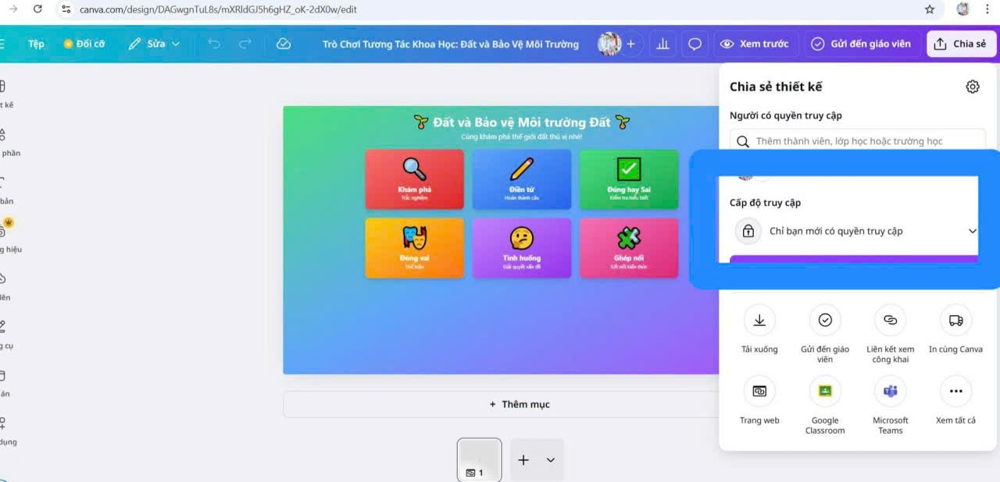 canva.com/design/DAGwgnTuL8s/mXRldGJ5h6gHZ_oK-2dX0w/edit
Tệp
Đổi cỡ
Sửa
Trò Chơi Tương Tác Khoa Học: Đất và Bảo Vệ Môi Trường
Xem trước
Gửi đến giáo viên
Chia sẻ
t kế
phần
bản
g hiệu
lên
g cụ
án
dụng
Đất và Bảo vệ Môi trường Đất
Cùng khám phá thế giới đất thú vị nhé!
Khám phá
Trắc nghiệm
Điền từ
Hoàn thành câu
Đúng hay Sai
Kiểm tra hiểu biết
Đóng vai
Thể hiện
Tình huống
Giải quyết vấn đề
Ghép nối
Kết nối kiến thức
+ Thêm mục
1
Chia sẻ thiết kế
Người có quyền truy cập
Thêm thành viên, lớp học hoặc trường học
Cấp độ truy cập
Chỉ bạn mới có quyền truy cập
Tải xuống
Gửi đến giáo
viên
Liên kết xem
công khai
In cùng Canva
Trang web
Google
Classroom
Microsoft
Teams
Xem tất cả